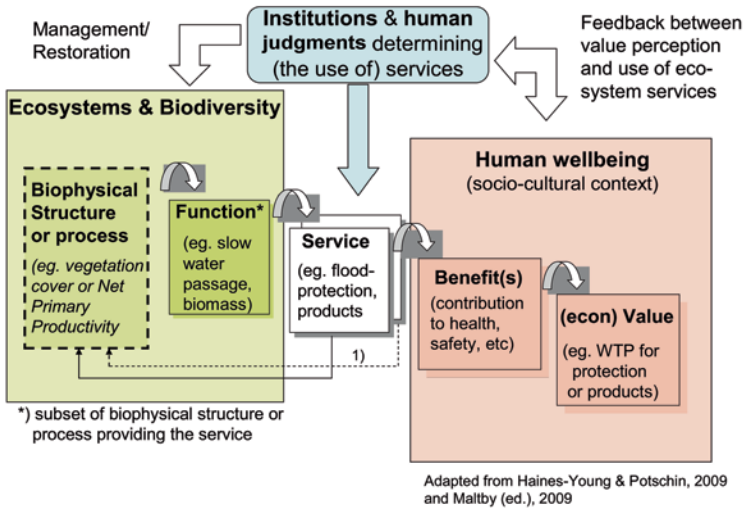 Management/
Restoration
Institutions & human
judgments determining
(the use of) services
Feedback between
value perception
and use of eco-
system services
Ecosystems & Biodiversity
Biophysical
Structure
or process
(eg. vegetation
cover or Net
Primary
Productivity
Function*
(eg. slow
water
passage,
biomass)
Service
(eg. flood-
protection,
products
1)
Human wellbeing
(socio-cultural context)
Benefit(s)
(contribution
to health,
safety, etc)
(econ) Value
(eg. WTP for
protection
or products)
*) subset of biophysical structure or
process providing the service
Adapted from Haines-Young & Potschin, 2009
and Maltby (ed.), 2009